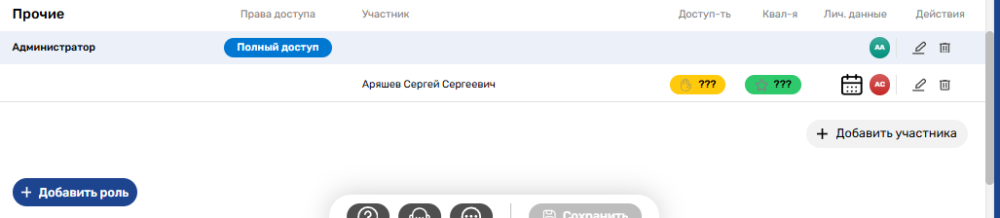 Прочие Права доступа Участник Доступ-ть Квал-я Лич. данные Действия
Администратор Полный доступ АА
Аряшев Сергей Сергеевич ??? ??? АС
+ Добавить участника
+ Добавить роль
Сохранить